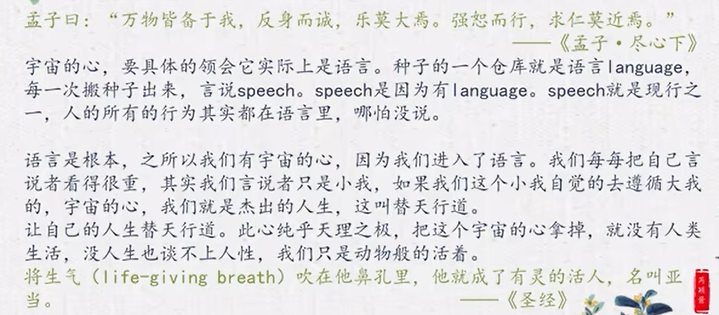 孟子曰：“万物皆备于我，反身而诚，乐莫大焉。强恕而行，求仁莫近焉。”
——《孟子·尽心下》
宇宙的心，要具体的领会它实际上是语言。种子的一个仓库就是语言language，
每一次搬种子出来，言说speech。speech是因为有language。speech就是现行之
一，人的所有的行为其实都在语言里，哪怕没说。
语言是根本，之所以我们有宇宙的心，因为我们进入了语言。我们每每把自己言
说者看得很重，其实我们言说者只是小我，如果我们这个小我自觉的去遵循大我
的，宇宙的心，我们就是杰出的人生，这叫替天行道。
让自己的人生替天行道。此心纯乎天理之极，把这个宇宙的心拿掉，就没有人类
生活，没人生也谈不上人性，我们只是动物般的活着。
将生气（life-giving breath）吹在他鼻孔里，他就成了有灵的活人，名叫亚
当。
——《圣经》